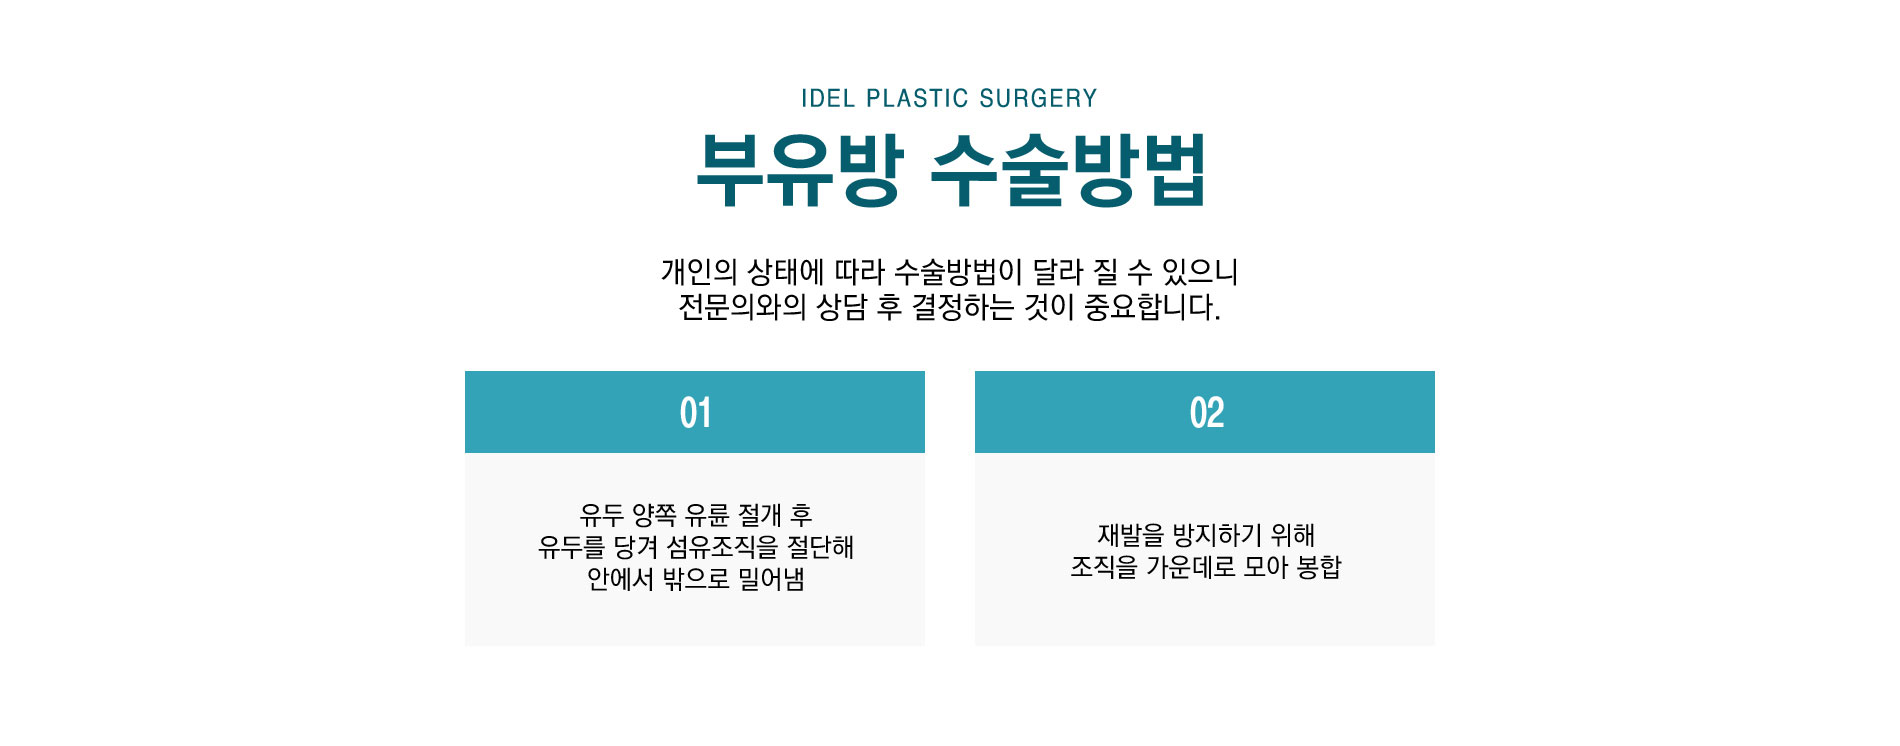 IDEL PLASTIC SURGERY
부유방 수술방법
개인의 상태에 따라 수술방법이 달라 질 수 있으니
전문의와의 상담 후 결정하는 것이 중요합니다.
01
유두 양쪽 유륜 절개 후
유두를 당겨 섬유조직을 절단해
안에서 밖으로 밀어냄
02
재발을 방지하기 위해
조직을 가운데로 모아 봉합